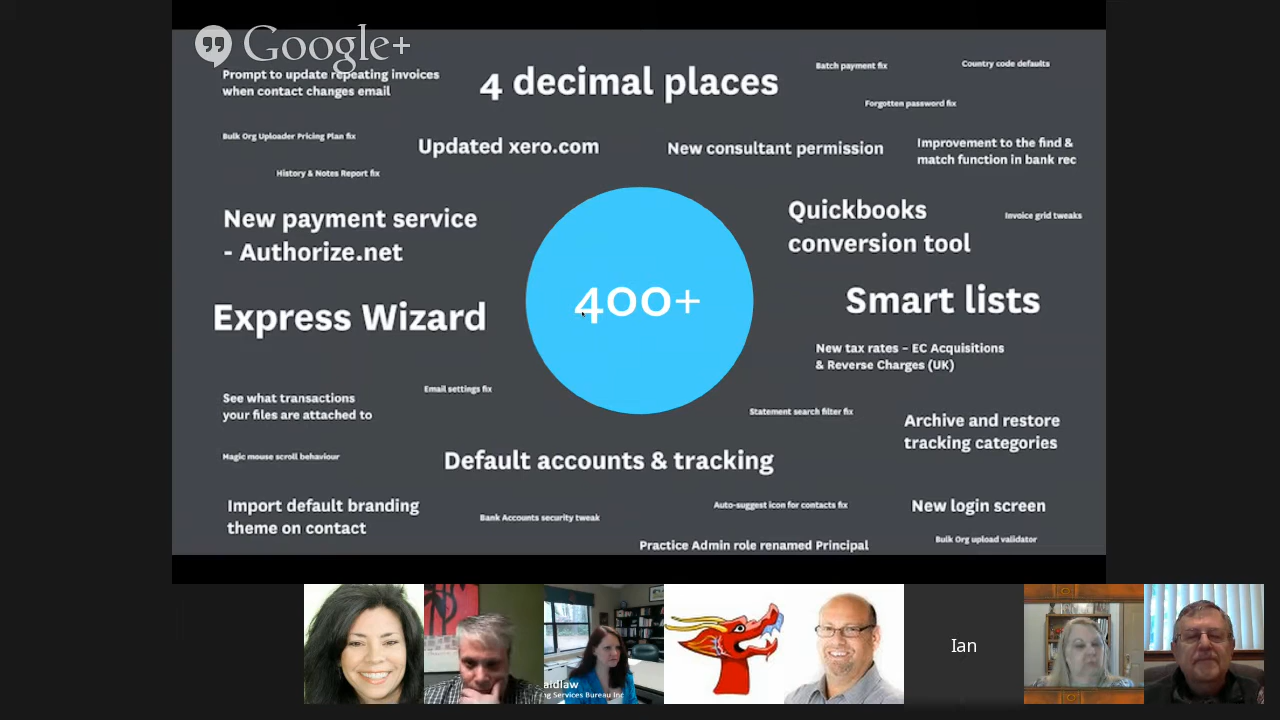 Google+
Prompt to update repeating invoices
when contact changes email
4 decimal places
Batch payment fix
Country code defaults
Forgotten password fix
Bulk Org Uploader Pricing Plan fix
Updated xero.com
New consultant permission
Improvement to the find &
match function in bank rec
History & Notes Report fix
New payment service
- Authorize.net
Quickbooks
conversion tool
Invoice grid tweaks
Express Wizard
400+
Smart lists
New tax rates – EC Acquisitions
& Reverse Charges (UK)
See what transactions
your files are attached to
Email settings fix
Statement search filter fix
Archive and restore
tracking categories
Magic mouse scroll behaviour
Default accounts & tracking
Import default branding
theme on contact
Bank Accounts security tweak
Auto-suggest icon for contacts fix
New login screen
Practice Admin role renamed Principal
Bulk Org upload validator
Ian
aidlaw
ng Services Bureau Inc